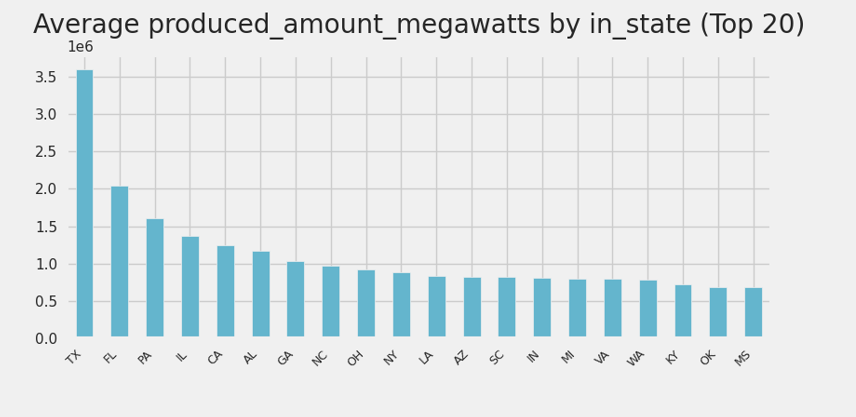 Average produced_amount_megawatts by in_state (Top 20)
1e6
3.5
3.0
2.5
2.0
1.5
1.0
0.5
0.0
TX FL PA IL CA AL GA NC OH NY LA AZ SC IN MI VA WA KY OK MS